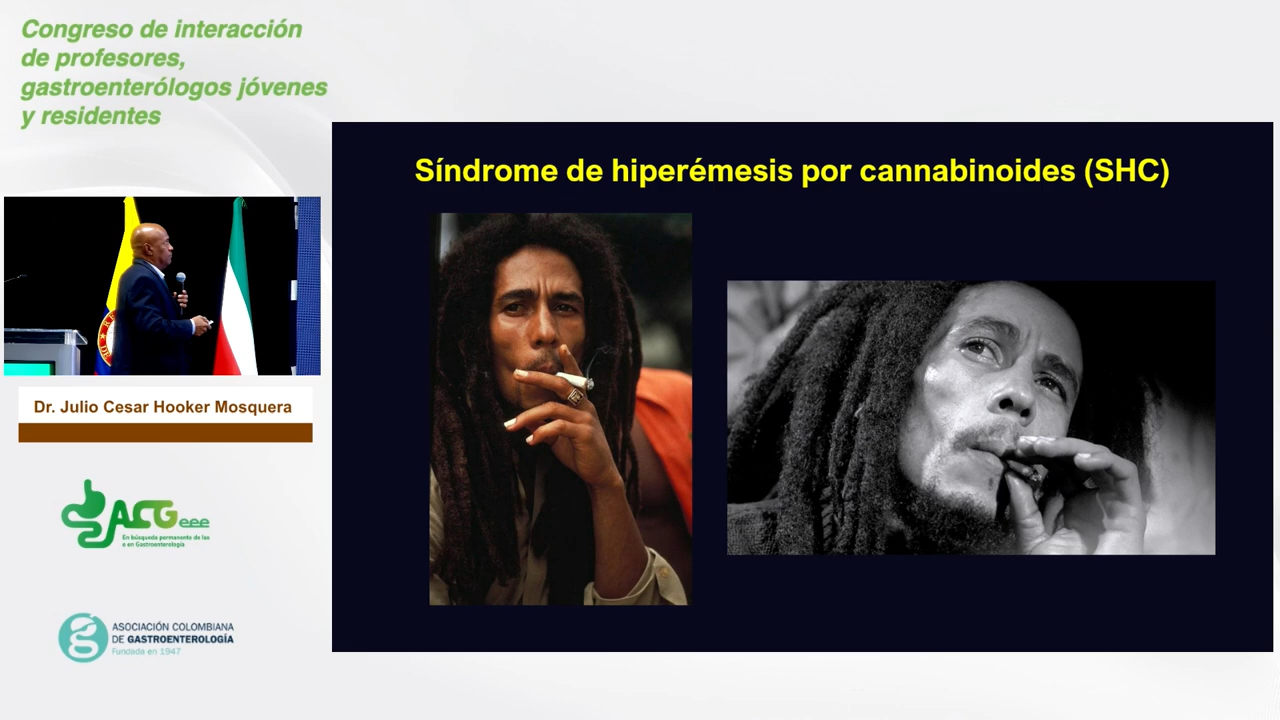 Congreso de interacción
de profesores,
gastroenterólogos jóvenes
y residentes
Síndrome de hiperémesis por cannabinoides (SHC)
Dr. Julio Cesar Hooker Mosquera
ACG eee
En búsqueda permanente de las
e en Gastroenterología
ASOCIACIÓN COLOMBIANA
DE GASTROENTEROLOGÍA
Fundada en 1947